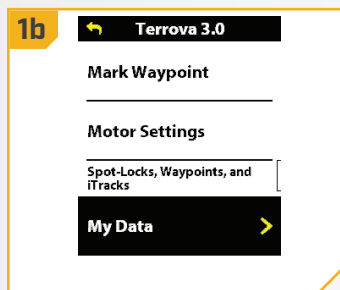 1b
Terrova 3.0
Mark Waypoint
Motor Settings
Spot-Locks, Waypoints, and
iTracks
My Data